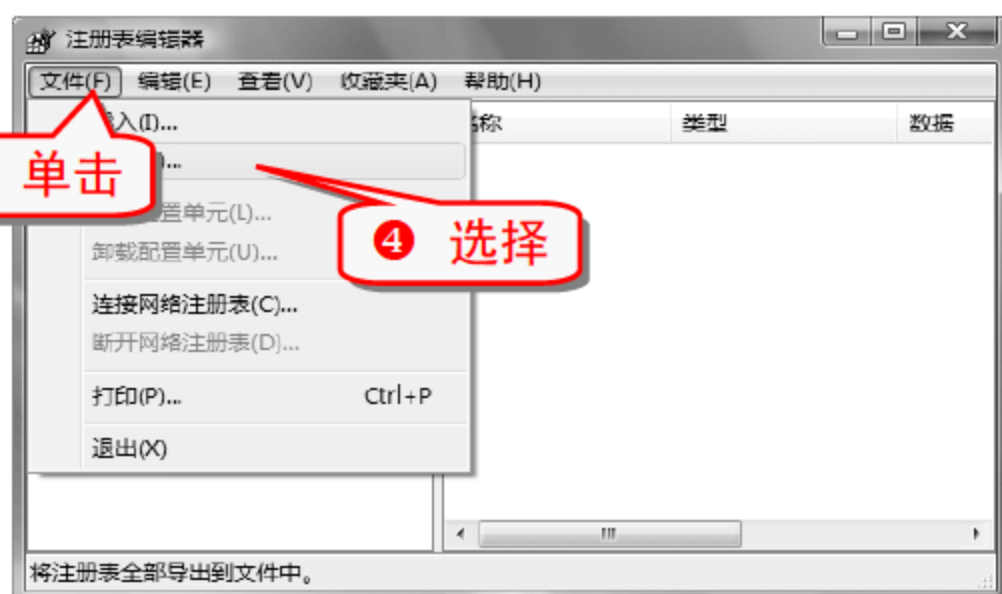 注册表编辑器
文件(F) 编辑(E) 查看(V) 收藏夹(A) 帮助(H)
入(I)... 称 类型 数据
单击 ...
置单元(L)...
❹ 选择
卸载配置单元(U)...
连接网络注册表(C)...
断开网络注册表(D)...
打印(P)... Ctrl+P
退出(X)
将注册表全部导出到文件中。